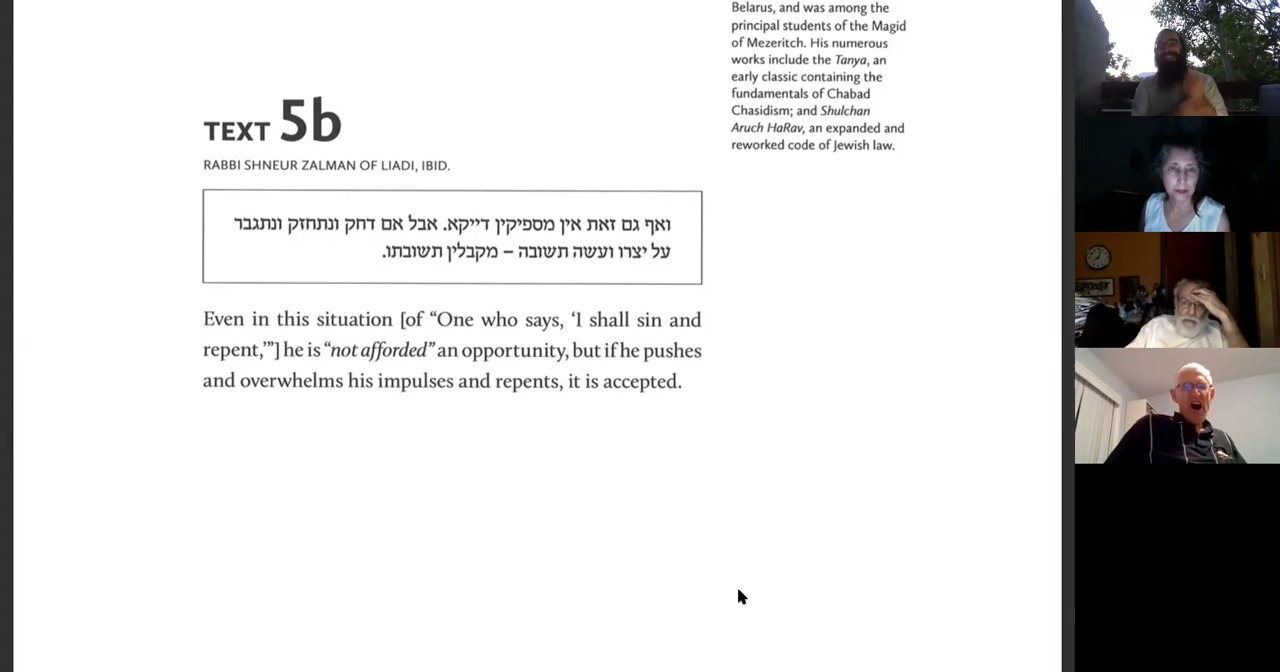 Belarus, and was among the
principal students of the Magid
of Mezeritch. His numerous
works include the Tanya, an
early classic containing the
fundamentals of Chabad
Chasidism; and Shulchan
Aruch HaRav, an expanded and
reworked code of Jewish law.
TEXT 5b
RABBI SHNEUR ZALMAN OF LIADI, IBID.
ואף גם זאת אין מספיקין דייקא. אבל אם דחק ונתחזק ונתגבר
על יצרו ועשה תשובה – מקבלין תשובתו.
Even in this situation [of “One who says, ‘I shall sin and
repent,’”] he is “not afforded” an opportunity, but if he pushes
and overwhelms his impulses and repents, it is accepted.